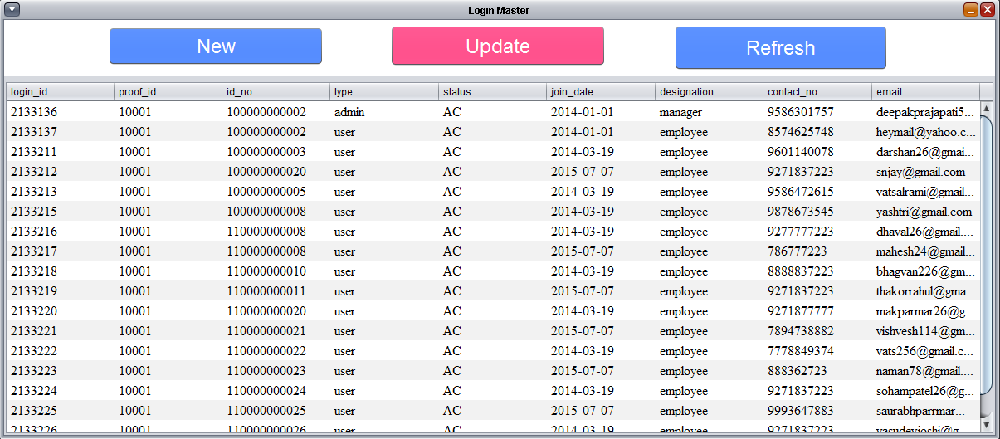 Login Master
New Update Refresh
login_id proof_id id_no type status join_date designation contact_no email
2133136 10001 100000000002 admin AC 2014-01-01 manager 9586301757 deepakprajapati5...
2133137 10001 100000000002 user AC 2014-01-01 employee 8574625748 heymail@yahoo.c...
2133211 10001 100000000003 user AC 2014-03-19 employee 9601140078 darshan26@gmai...
2133212 10001 100000000020 user AC 2015-07-07 employee 9271837223 snjay@gmail.com
2133213 10001 100000000005 user AC 2014-03-19 employee 9586472615 vatsalrami@gmail...
2133215 10001 100000000008 user AC 2014-03-19 employee 9878673545 yashtri@gmail.com
2133216 10001 110000000008 user AC 2014-03-19 employee 9277777223 dhaval26@gmail....
2133217 10001 110000000008 user AC 2015-07-07 employee 786777223 mahesh24@gmail...
2133218 10001 110000000010 user AC 2014-03-19 employee 8888837223 bhagvan226@gm...
2133219 10001 110000000011 user AC 2015-07-07 employee 9271837223 thakorrahul@gma...
2133220 10001 110000000020 user AC 2014-03-19 employee 9271877777 makparmar26@g...
2133221 10001 110000000021 user AC 2015-07-07 employee 7894738882 vishvesh114@gm...
2133222 10001 110000000022 user AC 2014-03-19 employee 7778849374 vats256@gmail.c...
2133223 10001 110000000023 user AC 2015-07-07 employee 888362723 naman78@gmail....
2133224 10001 110000000024 user AC 2014-03-19 employee 9271837223 sohampatel26@g...
2133225 10001 110000000025 user AC 2015-07-07 employee 9993647883 saurabhparrmar...
2133226 10001 110000000026 user AC 2014-03-19 employee 9271837223 vasudevjoshi@g...